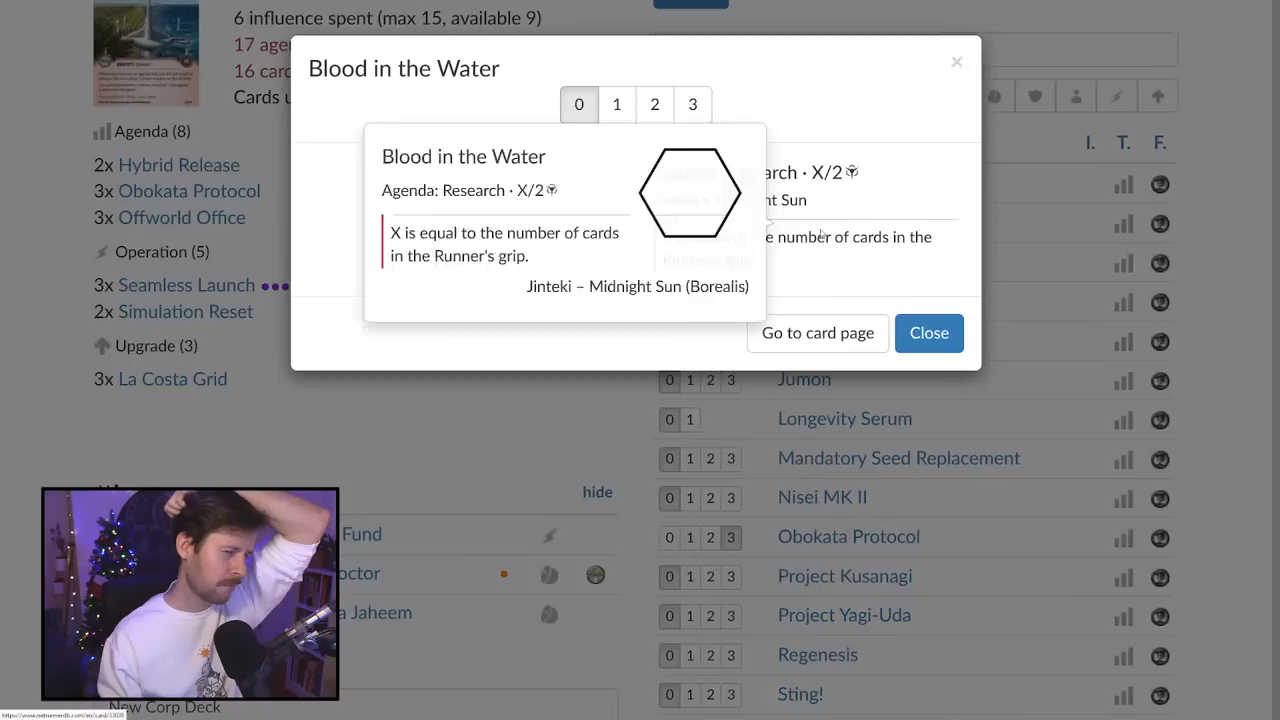 6 influence spent (max 15, available 9)
17 age
16 card
Cards u
Agenda (8)
2x Hybrid Release
3x Obokata Protocol
3x Offworld Office
Operation (5)
3x Seamless Launch
2x Simulation Reset
Upgrade (3)
3x La Costa Grid
hide
Fund
octor
a Jaheem
New Corp Deck
Blood in the Water
×
0 1 2 3
Blood in the Water
Agenda: Research · X/2
X is equal to the number of cards
in the Runner's grip.
Jinteki – Midnight Sun (Borealis)
arch · X/2
nt Sun
e number of cards in the
Go to card page
Close
I. T. F.
0 1 2 3 Jumon
0 1 Longevity Serum
0 1 2 3 Mandatory Seed Replacement
0 1 2 3 Nisei MK II
0 1 2 3 Obokata Protocol
0 1 2 3 Project Kusanagi
0 1 2 3 Project Yagi-Uda
0 1 2 3 Regenesis
0 1 2 3 Sting!